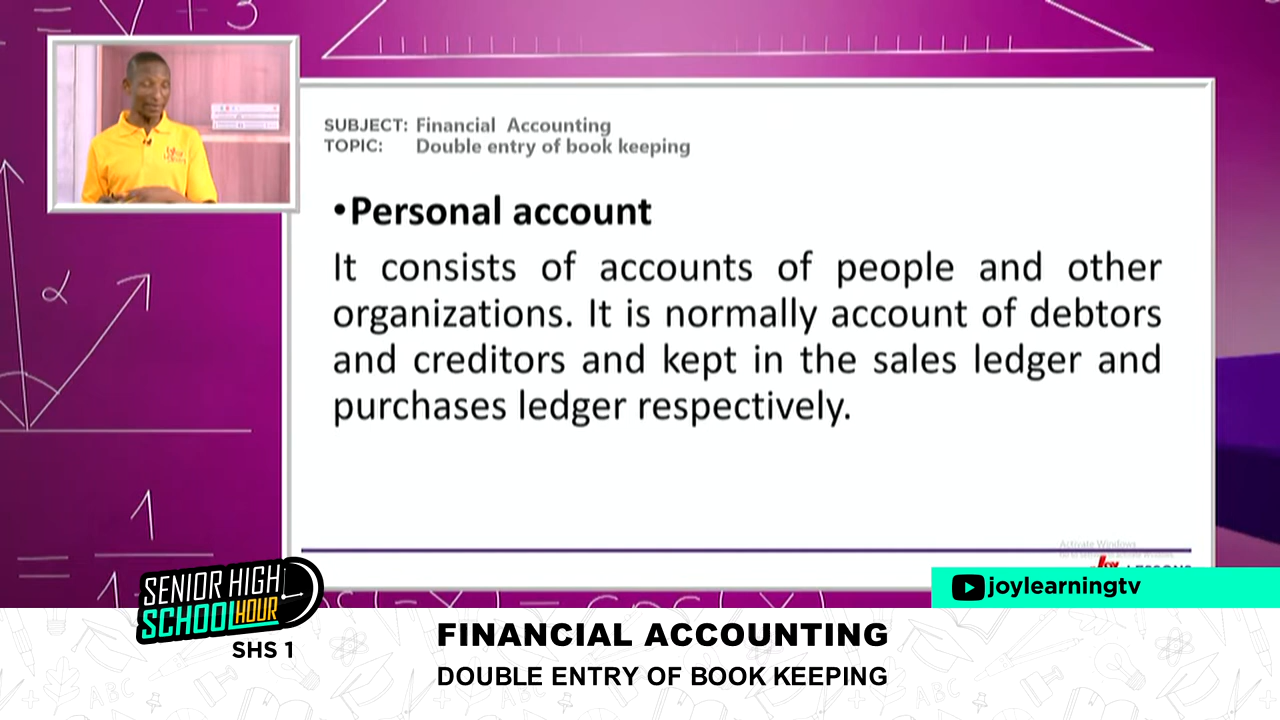 SUBJECT: Financial Accounting
TOPIC: Double entry of book keeping
•Personal account
It consists of accounts of people and other
organizations. It is normally account of debtors
and creditors and kept in the sales ledger and
purchases ledger respectively.
Activate Windows
joylearningtv
SENIOR HIGH
SCHOOL HOUR
SHS 1
FINANCIAL ACCOUNTING
DOUBLE ENTRY OF BOOK KEEPING